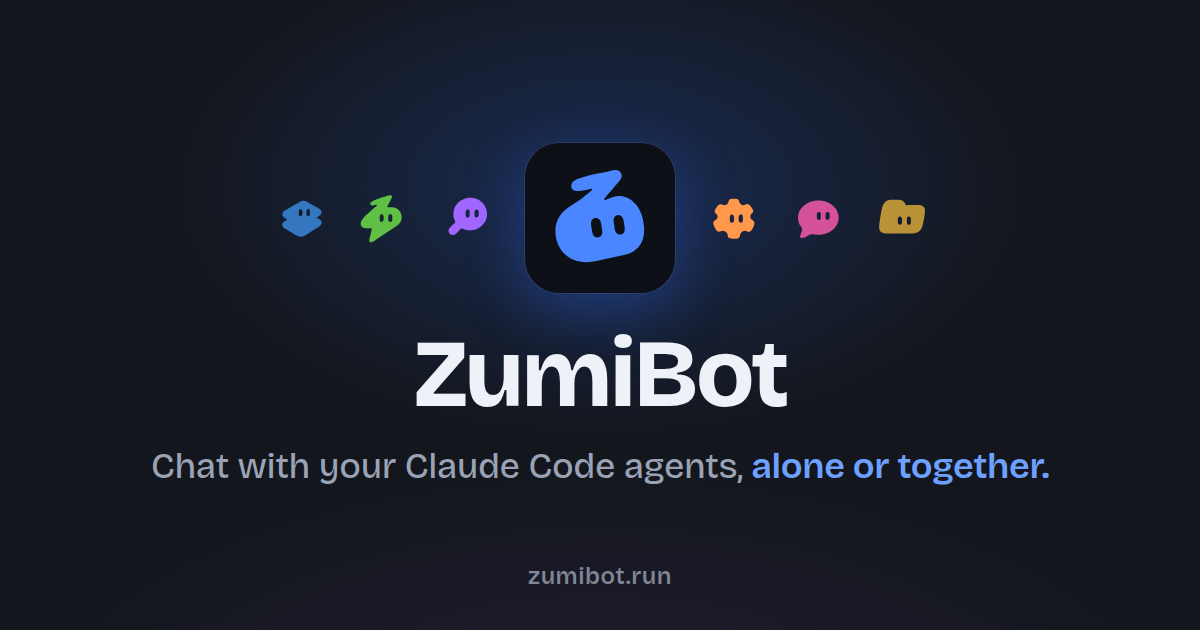 ZumiBot
Chat with your Claude Code agents, alone or together.
zumibot.run